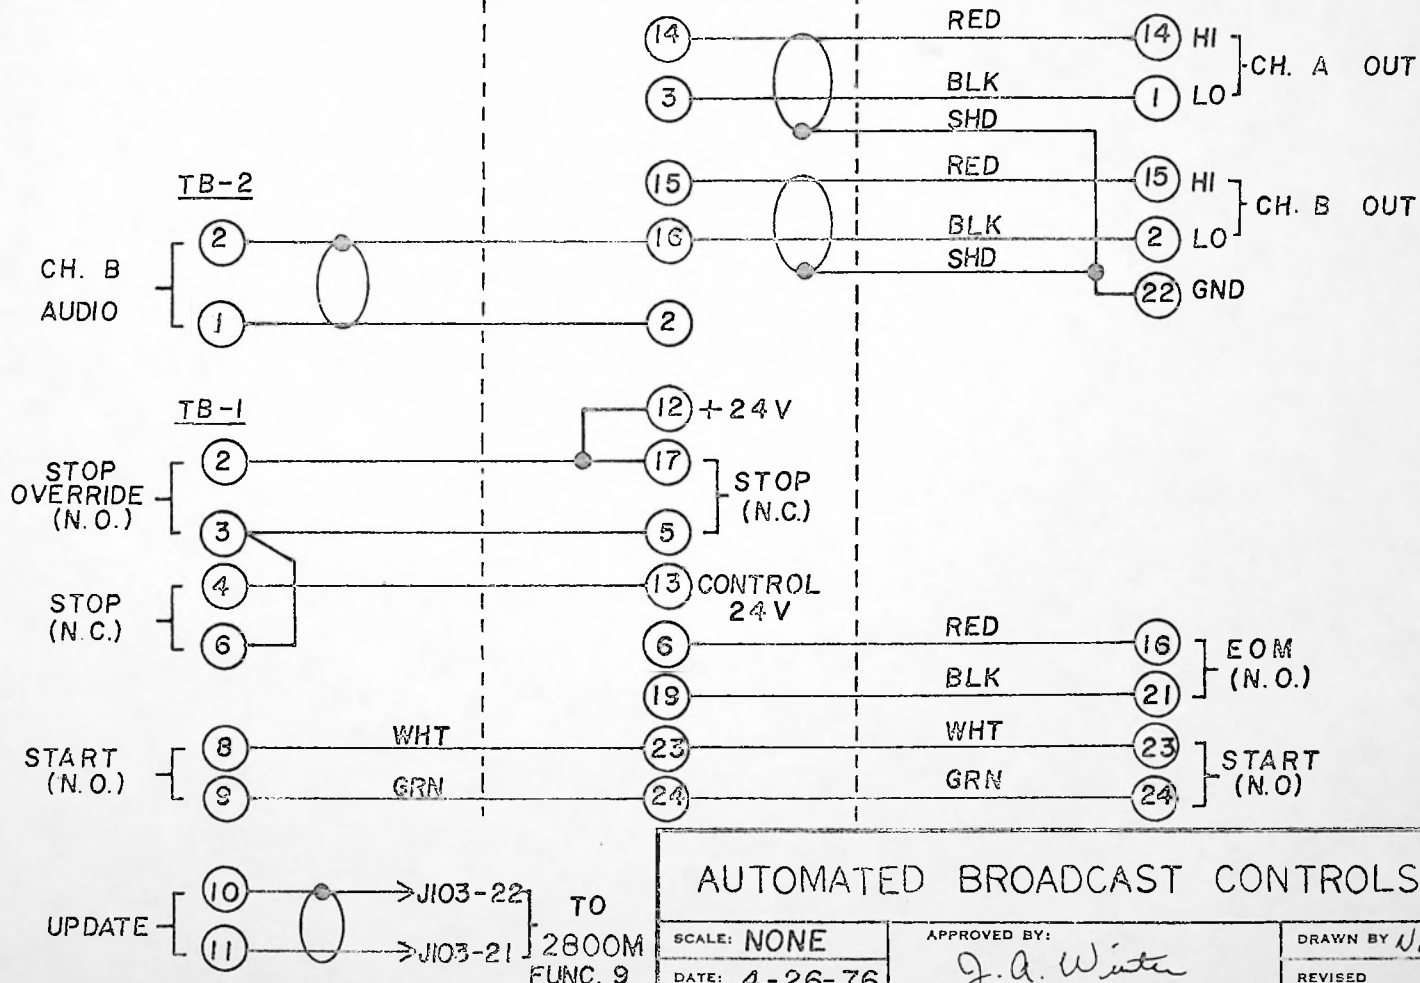 14 RED 14 HI
CH. A OUT
3 BLK 1 LO
SHD
TB-2
15 RED 15 HI
CH. B OUT
2 16 BLK 2 LO
SHD
CH. B
AUDIO
22 GND
1 2
TB-1
12 +24V
2 17
STOP
OVERRIDE
(N.O.)
STOP
(N.C.)
3 5
4 13 CONTROL
24V
STOP
(N.C.)
6
6 RED 16
EOM
(N.O.)
19 BLK 21
8 WHT 23 WHT 23
START
(N.O.)
START
(N.O)
9 GRN 24 GRN 24
AUTOMATED BROADCAST CONTROLS
10 J103-22
UPDATE
TO
2800M
FUNC. 9
11 J103-21
SCALE: NONE
APPROVED BY:
J.A. Winter
DRAWN BY
DATE: 4-26-76
REVISED